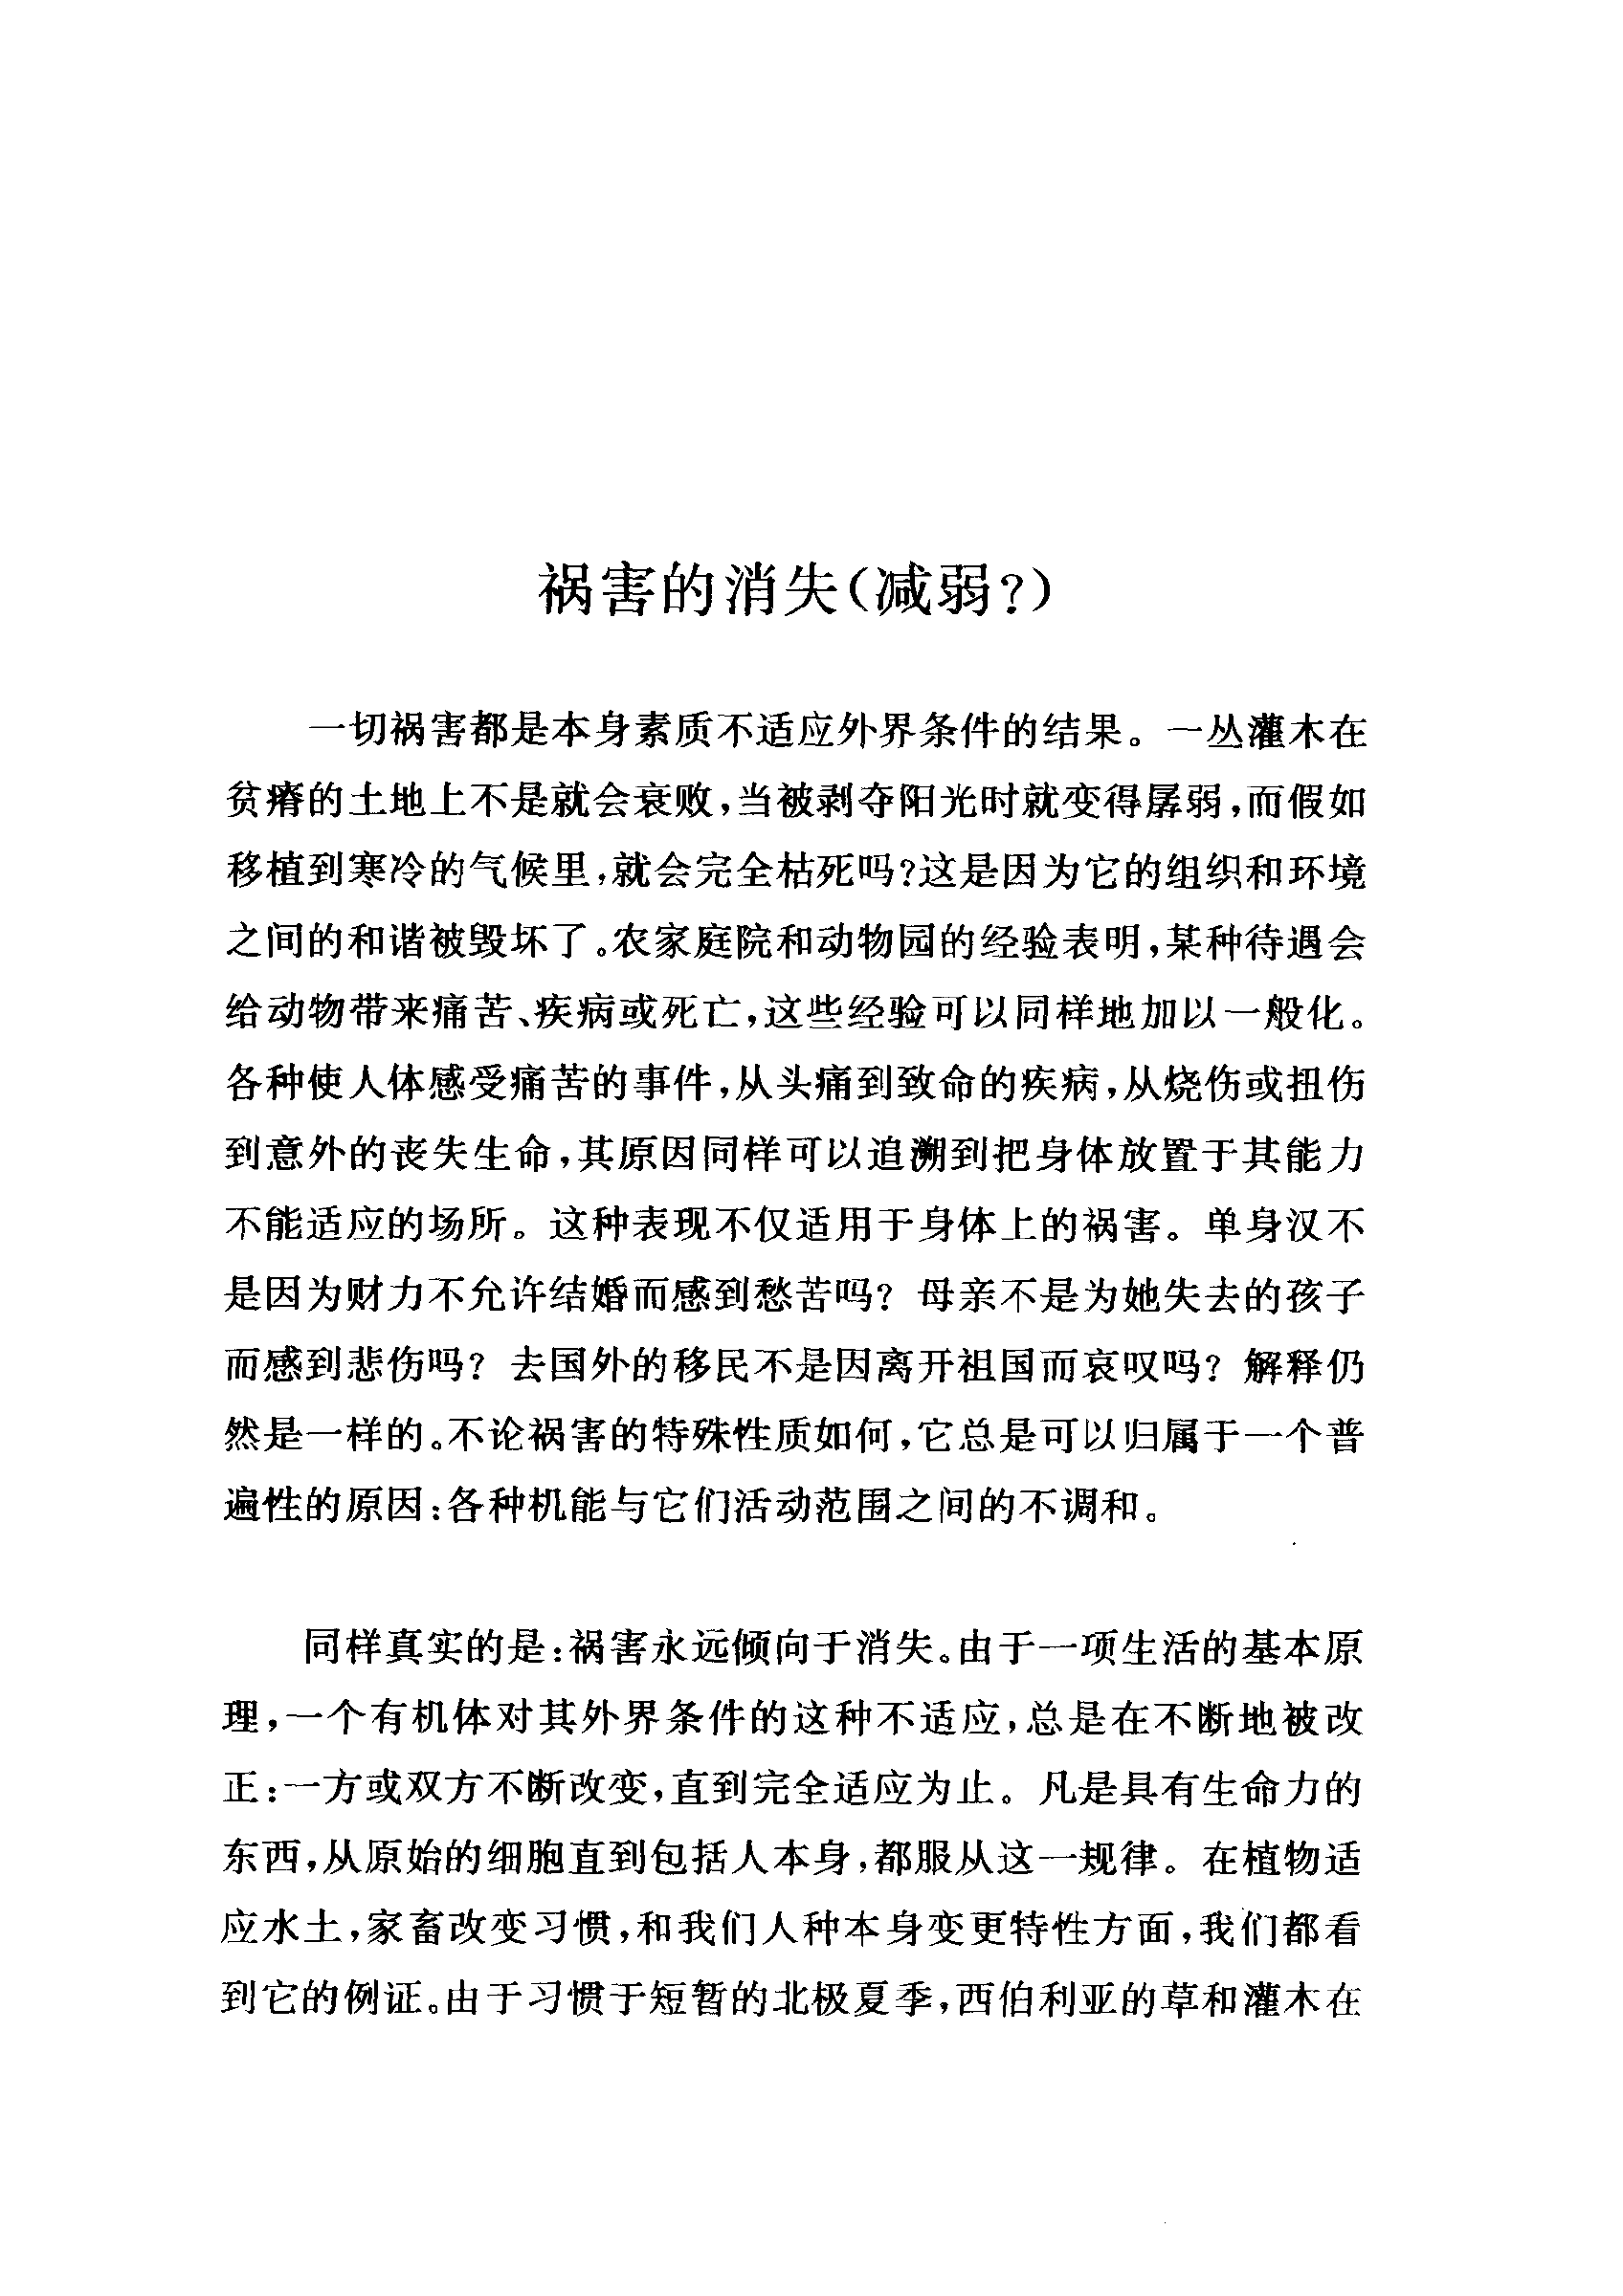 祸害的消失(减弱?)
一切祸害都是本身素质不适应外界条件的结果。一丛灌木在
贫瘠的土地上不是就会衰败,当被剥夺阳光时就变得孱弱,而假如
移植到寒冷的气候里,就会完全枯死吗?这是因为它的组织和环境
之间的和谐被毁坏了。农家庭院和动物园的经验表明,某种待遇会
给动物带来痛苦、疾病或死亡,这些经验可以同样地加以一般化。
各种使人体感受痛苦的事件,从头痛到致命的疾病,从烧伤或扭伤
到意外的丧失生命,其原因同样可以追溯到把身体放置于其能力
不能适应的场所。这种表现不仅适用于身体上的祸害。单身汉不
是因为财力不允许结婚而感到愁苦吗?母亲不是为她失去的孩子
而感到悲伤吗?去国外的移民不是因离开祖国而哀叹吗?解释仍
然是一样的。不论祸害的特殊性质如何,它总是可以归属于一个普
遍性的原因:各种机能与它们活动范围之间的不调和。
同样真实的是:祸害永远倾向于消失。由于一项生活的基本原
理,一个有机体对其外界条件的这种不适应,总是在不断地被改
正:一方或双方不断改变,直到完全适应为止。凡是具有生命力的
东西,从原始的细胞直到包括人本身,都服从这一规律。在植物适
应水土,家畜改变习惯,和我们人种本身变更特性方面,我们都看
到它的例证。由于习惯于短暂的北极夏季,西伯利亚的草和灌木在